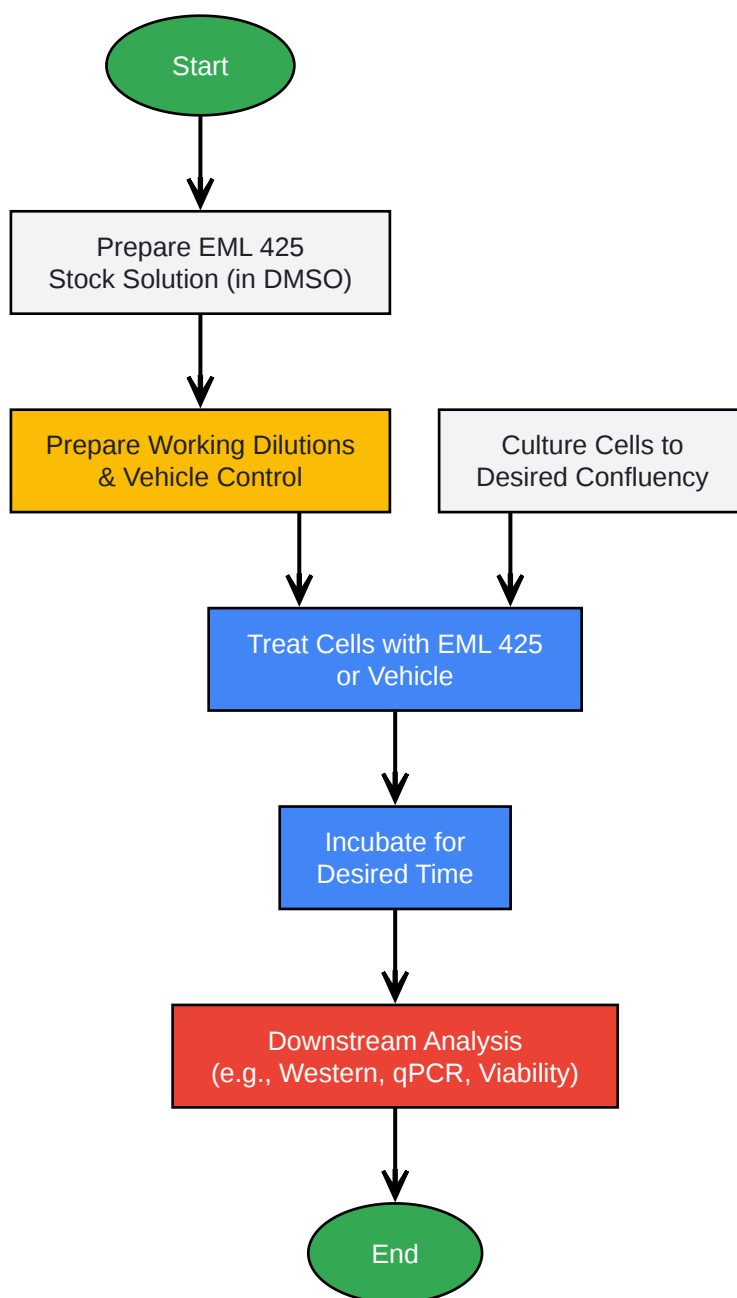 Start
Prepare EML 425
Stock Solution (in DMSO)
Prepare Working Dilutions
& Vehicle Control
Culture Cells to
Desired Confluency
Treat Cells with EML 425
or Vehicle
Incubate for
Desired Time
Downstream Analysis
(e.g., Western, qPCR, Viability)
End